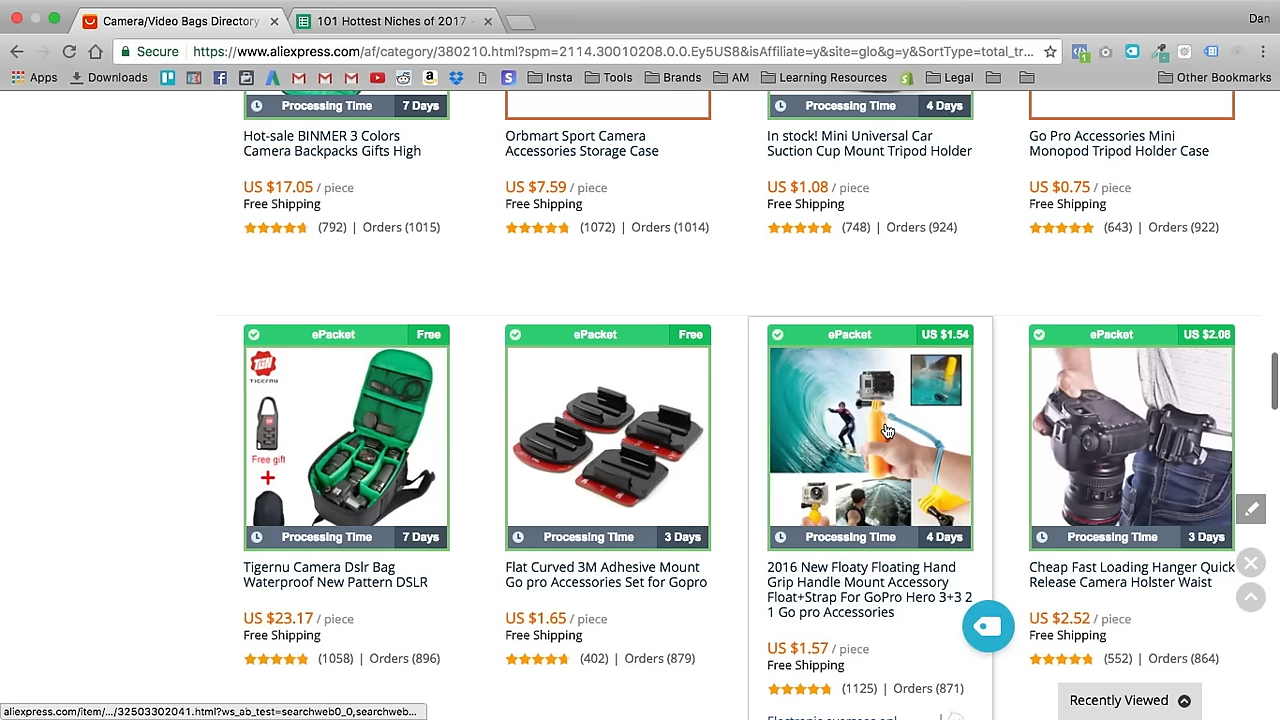 Camera/Video Bags Directory
101 Hottest Niches of 2017 -
Dan
Secure
https://www.aliexpress.com/af/category/380210.html?spm=2114.30010208.0.0.Ey5US8&isAffiliate=y&site=glo&g=y&SortType=total_tr...
Apps
Downloads
Insta
Tools
Brands
AM
Learning Resources
Legal
Other Bookmarks
Processing Time 7 Days
Processing Time 4 Days
Hot-sale BINMER 3 Colors
Camera Backpacks Gifts High
US $17.05 / piece
Free Shipping
(792) | Orders (1015)
Orbmart Sport Camera
Accessories Storage Case
US $7.59 / piece
Free Shipping
(1072) | Orders (1014)
In stock! Mini Universal Car
Suction Cup Mount Tripod Holder
US $1.08 / piece
Free Shipping
(748) | Orders (924)
Go Pro Accessories Mini
Monopod Tripod Holder Case
US $0.75 / piece
Free Shipping
(643) | Orders (922)
ePacket Free
TIGERNU
Free gift
+
Processing Time 7 Days
Tigernu Camera Dslr Bag
Waterproof New Pattern DSLR
US $23.17 / piece
Free Shipping
(1058) | Orders (896)
ePacket Free
Processing Time 3 Days
Flat Curved 3M Adhesive Mount
Go pro Accessories Set for Gopro
US $1.65 / piece
Free Shipping
(402) | Orders (879)
ePacket US $1.54
Processing Time 4 Days
2016 New Floaty Floating Hand
Grip Handle Mount Accessory
Float+Strap For GoPro Hero 3+3 2
1 Go pro Accessories
US $1.57 / piece
Free Shipping
(1125) | Orders (871)
ePacket US $2.08
Processing Time 3 Days
Cheap Fast Loading Hanger Quick
Release Camera Holster Waist
US $2.52 / piece
Free Shipping
(552) | Orders (864)
Recently Viewed
aliexpress.com/item/.../32503302041.html?ws_ab_test=searchweb0_0,searchweb...